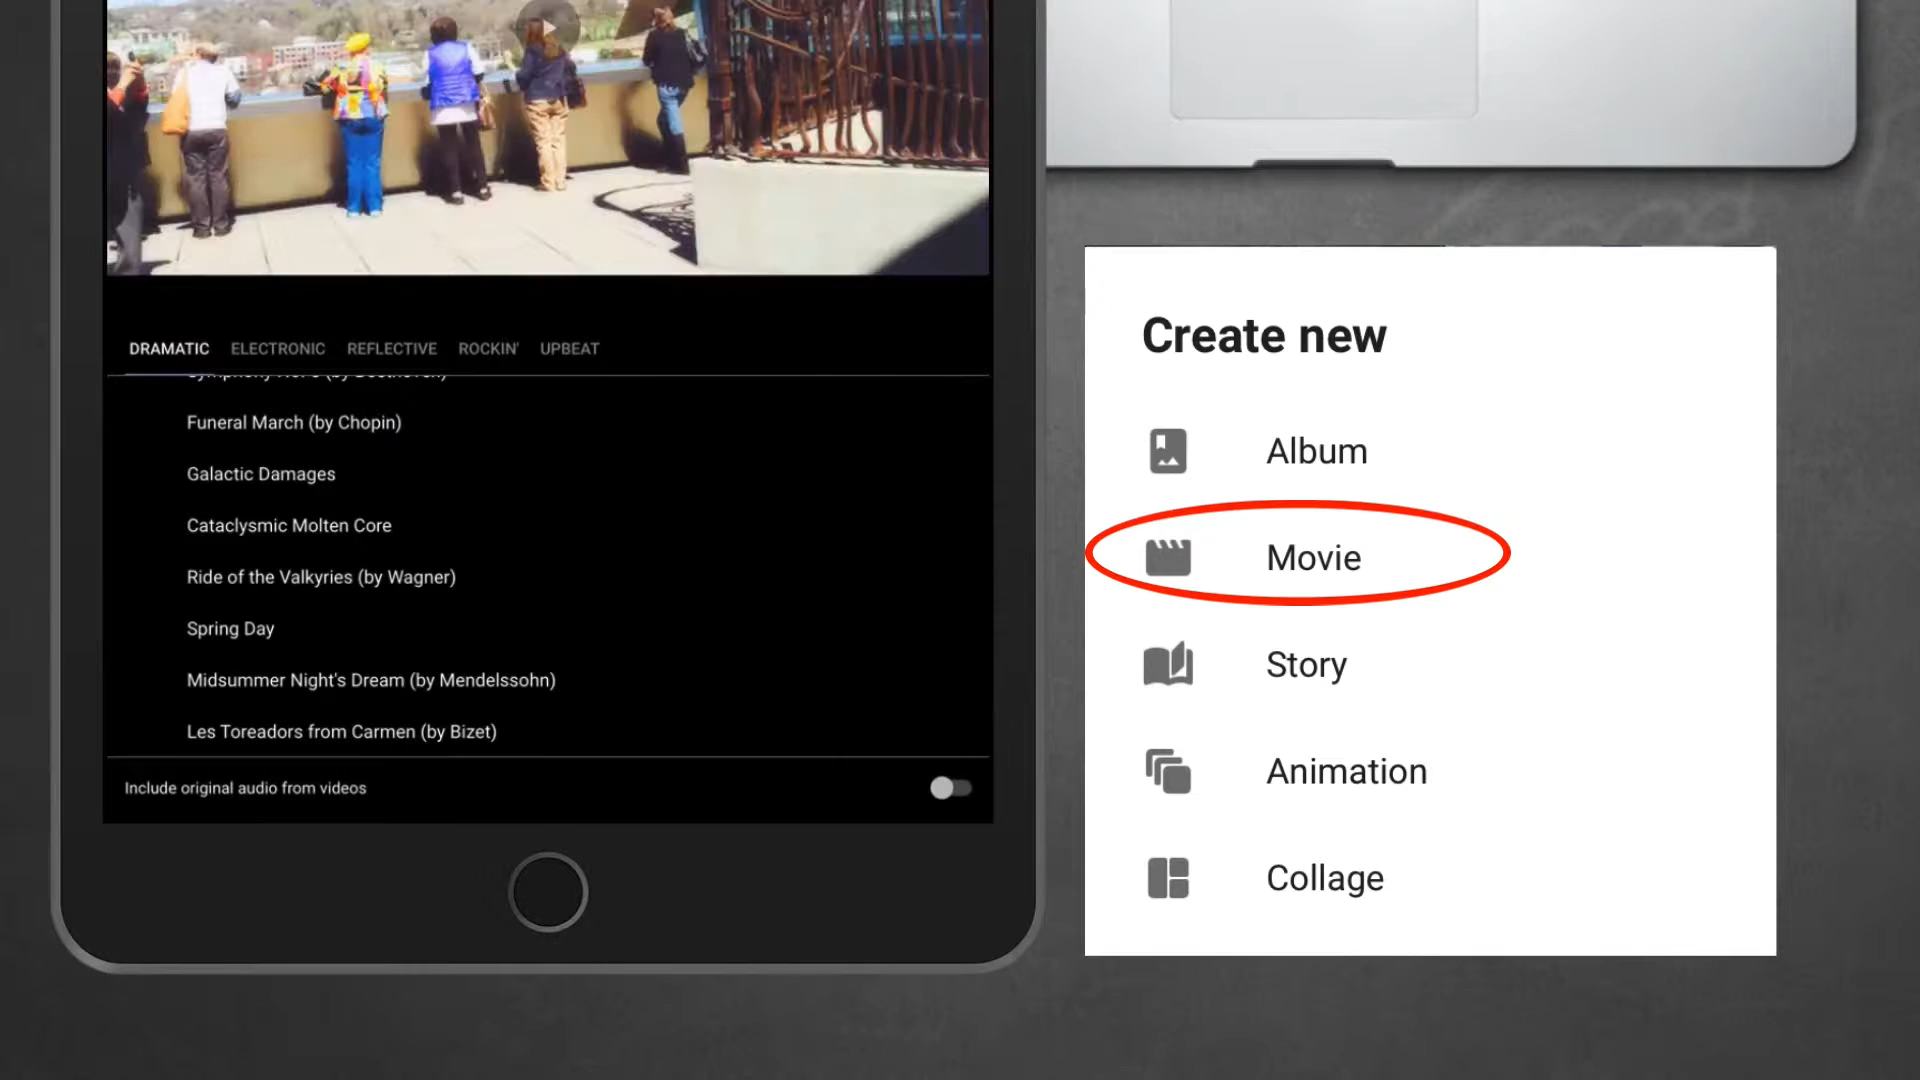 DRAMATIC ELECTRONIC REFLECTIVE ROCKIN' UPBEAT
Funeral March (by Chopin)
Galactic Damages
Cataclysmic Molten Core
Ride of the Valkyries (by Wagner)
Spring Day
Midsummer Night's Dream (by Mendelssohn)
Les Toreadors from Carmen (by Bizet)
Include original audio from videos
Create new
Album
Movie
Story
Animation
Collage